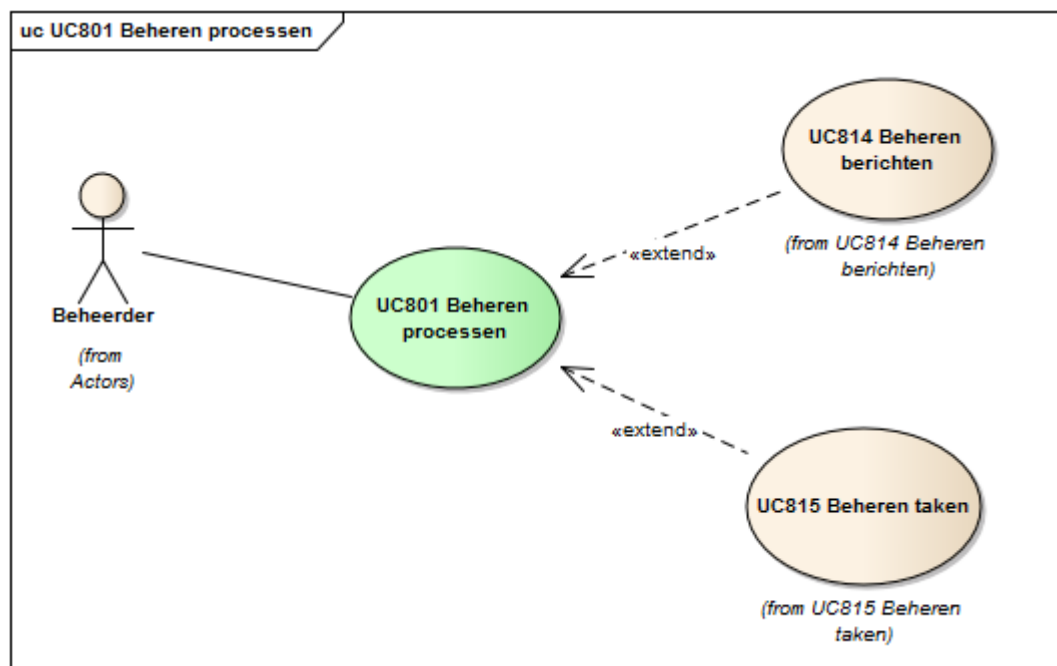 uc UC801 Beheren processen
UC814 Beheren
berichten
(from UC814 Beheren
berichten)
«extend»
Beheerder
(from
Actors)
UC801 Beheren
processen
«extend»
UC815 Beheren taken
(from UC815 Beheren
taken)